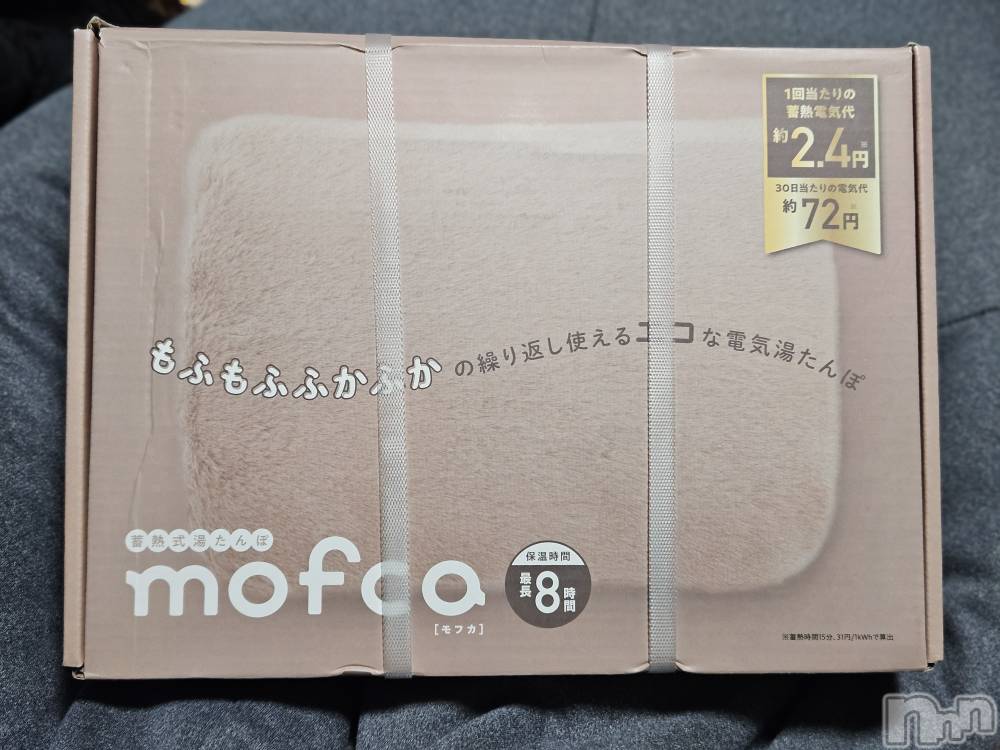 1回当たりの
蓄熱電気代
約2.4円※
30日当たりの電気代
約72円※
もふもふふかふかの繰り返し使えるエコな電気湯たんぽ
蓄熱式湯たんぽ
mofca
[モフカ]
保温時間
最長8時間
※蓄熱時間15分、31円/1kWhで算出
nnn